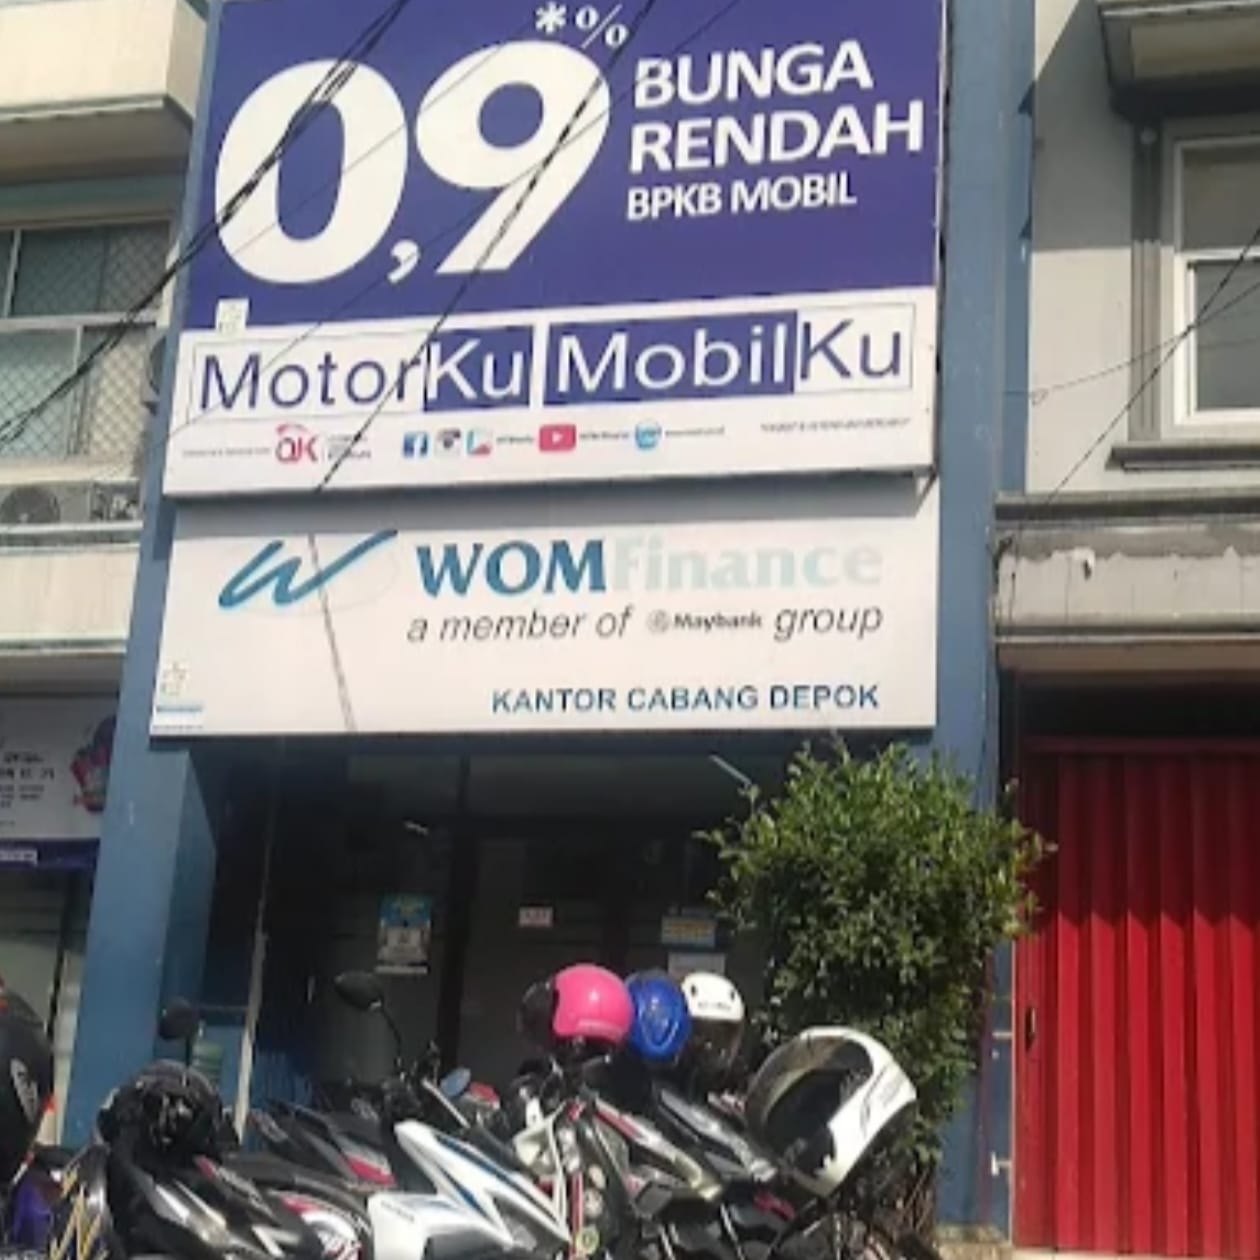 0,9*%
BUNGA
RENDAH
BPKB MOBIL
MotorKu MobilKu
WOMFinance
a member of Maybank group
KANTOR CABANG DEPOK